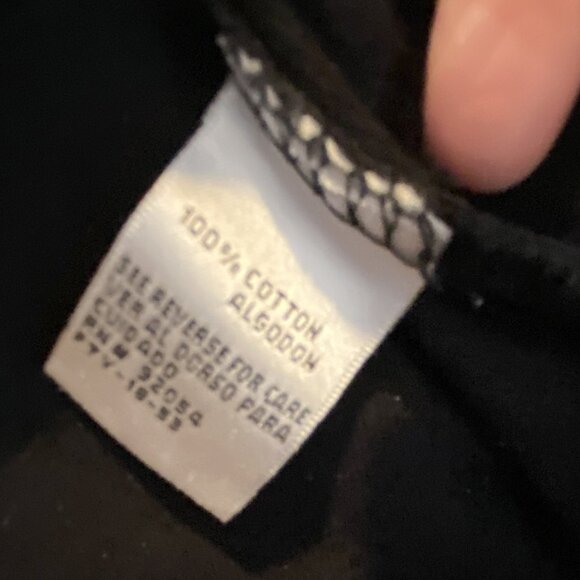 100% COTTON
ALGODON
SEE REVERSE FOR CARE
VER AL DORSO PARA
CUIDADO
RN# 92054